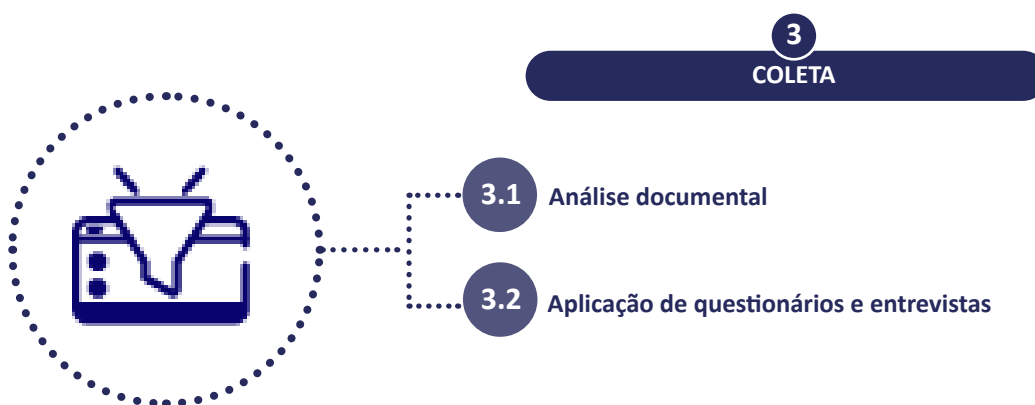 3
COLETA
3.1 Análise documental
3.2 Aplicação de questionários e entrevistas